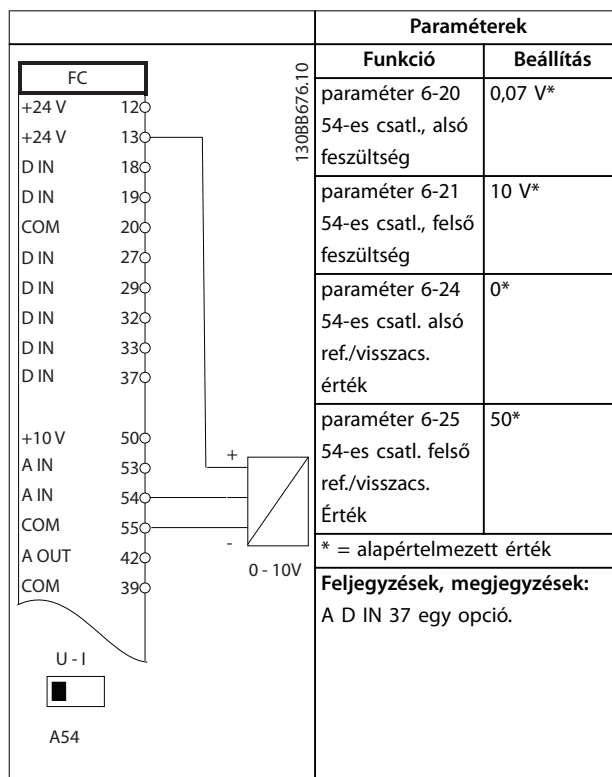 Paraméterek
Funkció Beállítás
FC
+24 V 12
+24 V 13
D IN 18
D IN 19
COM 20
D IN 27
D IN 29
D IN 32
D IN 33
D IN 37
+10 V 50
A IN 53
A IN 54
COM 55
A OUT 42
COM 39
U - I
A54
+
-
0 - 10V
130BB676.10
paraméter 6-20 0,07 V*
54-es csatl., alsó
feszültség
paraméter 6-21 10 V*
54-es csatl., felső
feszültség
paraméter 6-24 0*
54-es csatl. alsó
ref./visszacs.
érték
paraméter 6-25 50*
54-es csatl. felső
ref./visszacs.
Érték
* = alapértelmezett érték
Feljegyzések, megjegyzések:
A D IN 37 egy opció.